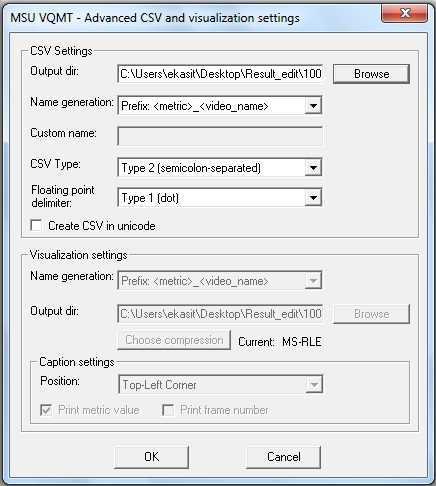 MSU VQMT - Advanced CSV and visualization settings
CSV Settings
Output dir: C:\Users\ekasit\Desktop\Result_edit\100 Browse
Name generation: Prefix: <metric>_<video_name>
Custom name:
CSV Type: Type 2 (semicolon-separated)
Floating point
delimiter: Type 1 (dot)
Create CSV in unicode
Visualization settings
Name generation: Prefix: <metric>_<video_name>
Output dir: C:\Users\ekasit\Desktop\Result_edit\100 Browse
Choose compression Current: MS-RLE
Caption settings
Position: Top-Left Corner
Print metric value Print frame number
OK Cancel